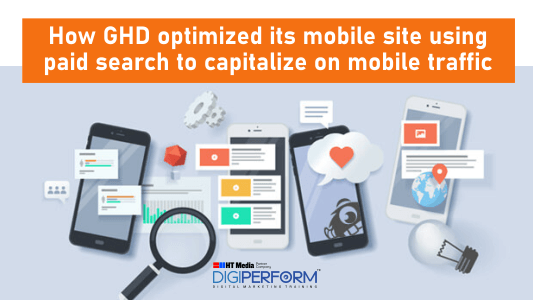 How GHD optimized its mobile site using
paid search to capitalize on mobile traffic
HT Media
DIGIPERFORM
DIGITAL MARKETING TRAINING